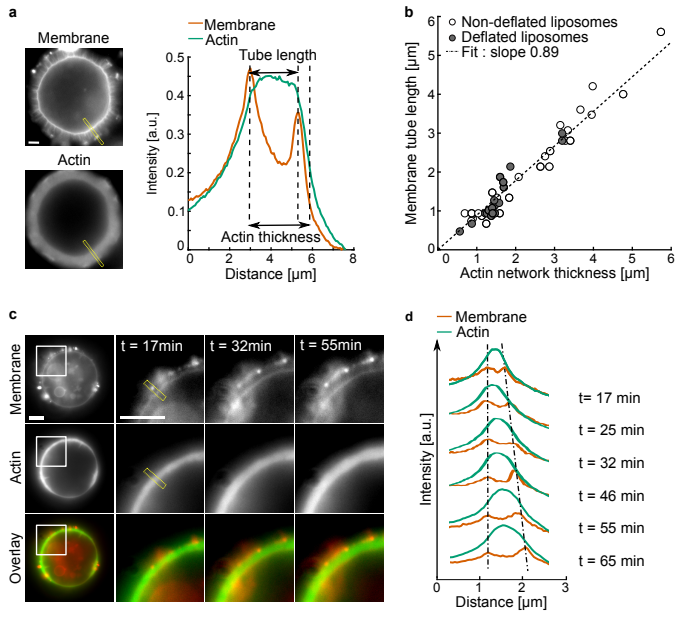 a
Membrane
Actin
Membrane
Actin
Tube length
Actin thickness
Intensity [a.u.]
0.5
0.4
0.3
0.2
0.1
0
0 2 4 6 8
Distance [µm]
b
Non-deflated liposomes
Deflated liposomes
Fit : slope 0.89
Membrane tube length [µm]
6
5
4
3
2
1
0
0 1 2 3 4 5 6
Actin network thickness [µm]
c
t = 17min
t = 32min
t = 55min
Membrane
Actin
Overlay
d
Membrane
Actin
Intensity [a.u.]
t= 17 min
t = 25 min
t = 32 min
t = 46 min
t = 55 min
t = 65 min
0 1 2 3
Distance [µm]